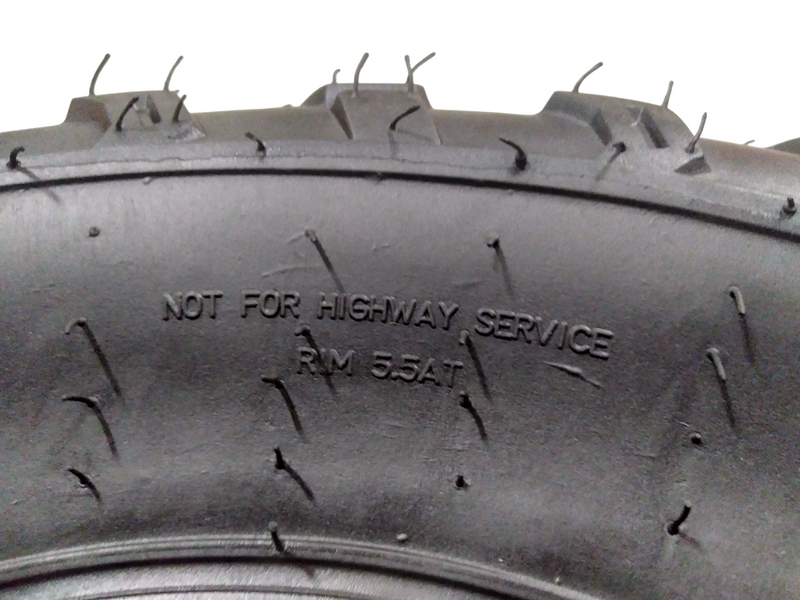 NOT FOR HIGHWAY SERVICE
RIM 5.5AT